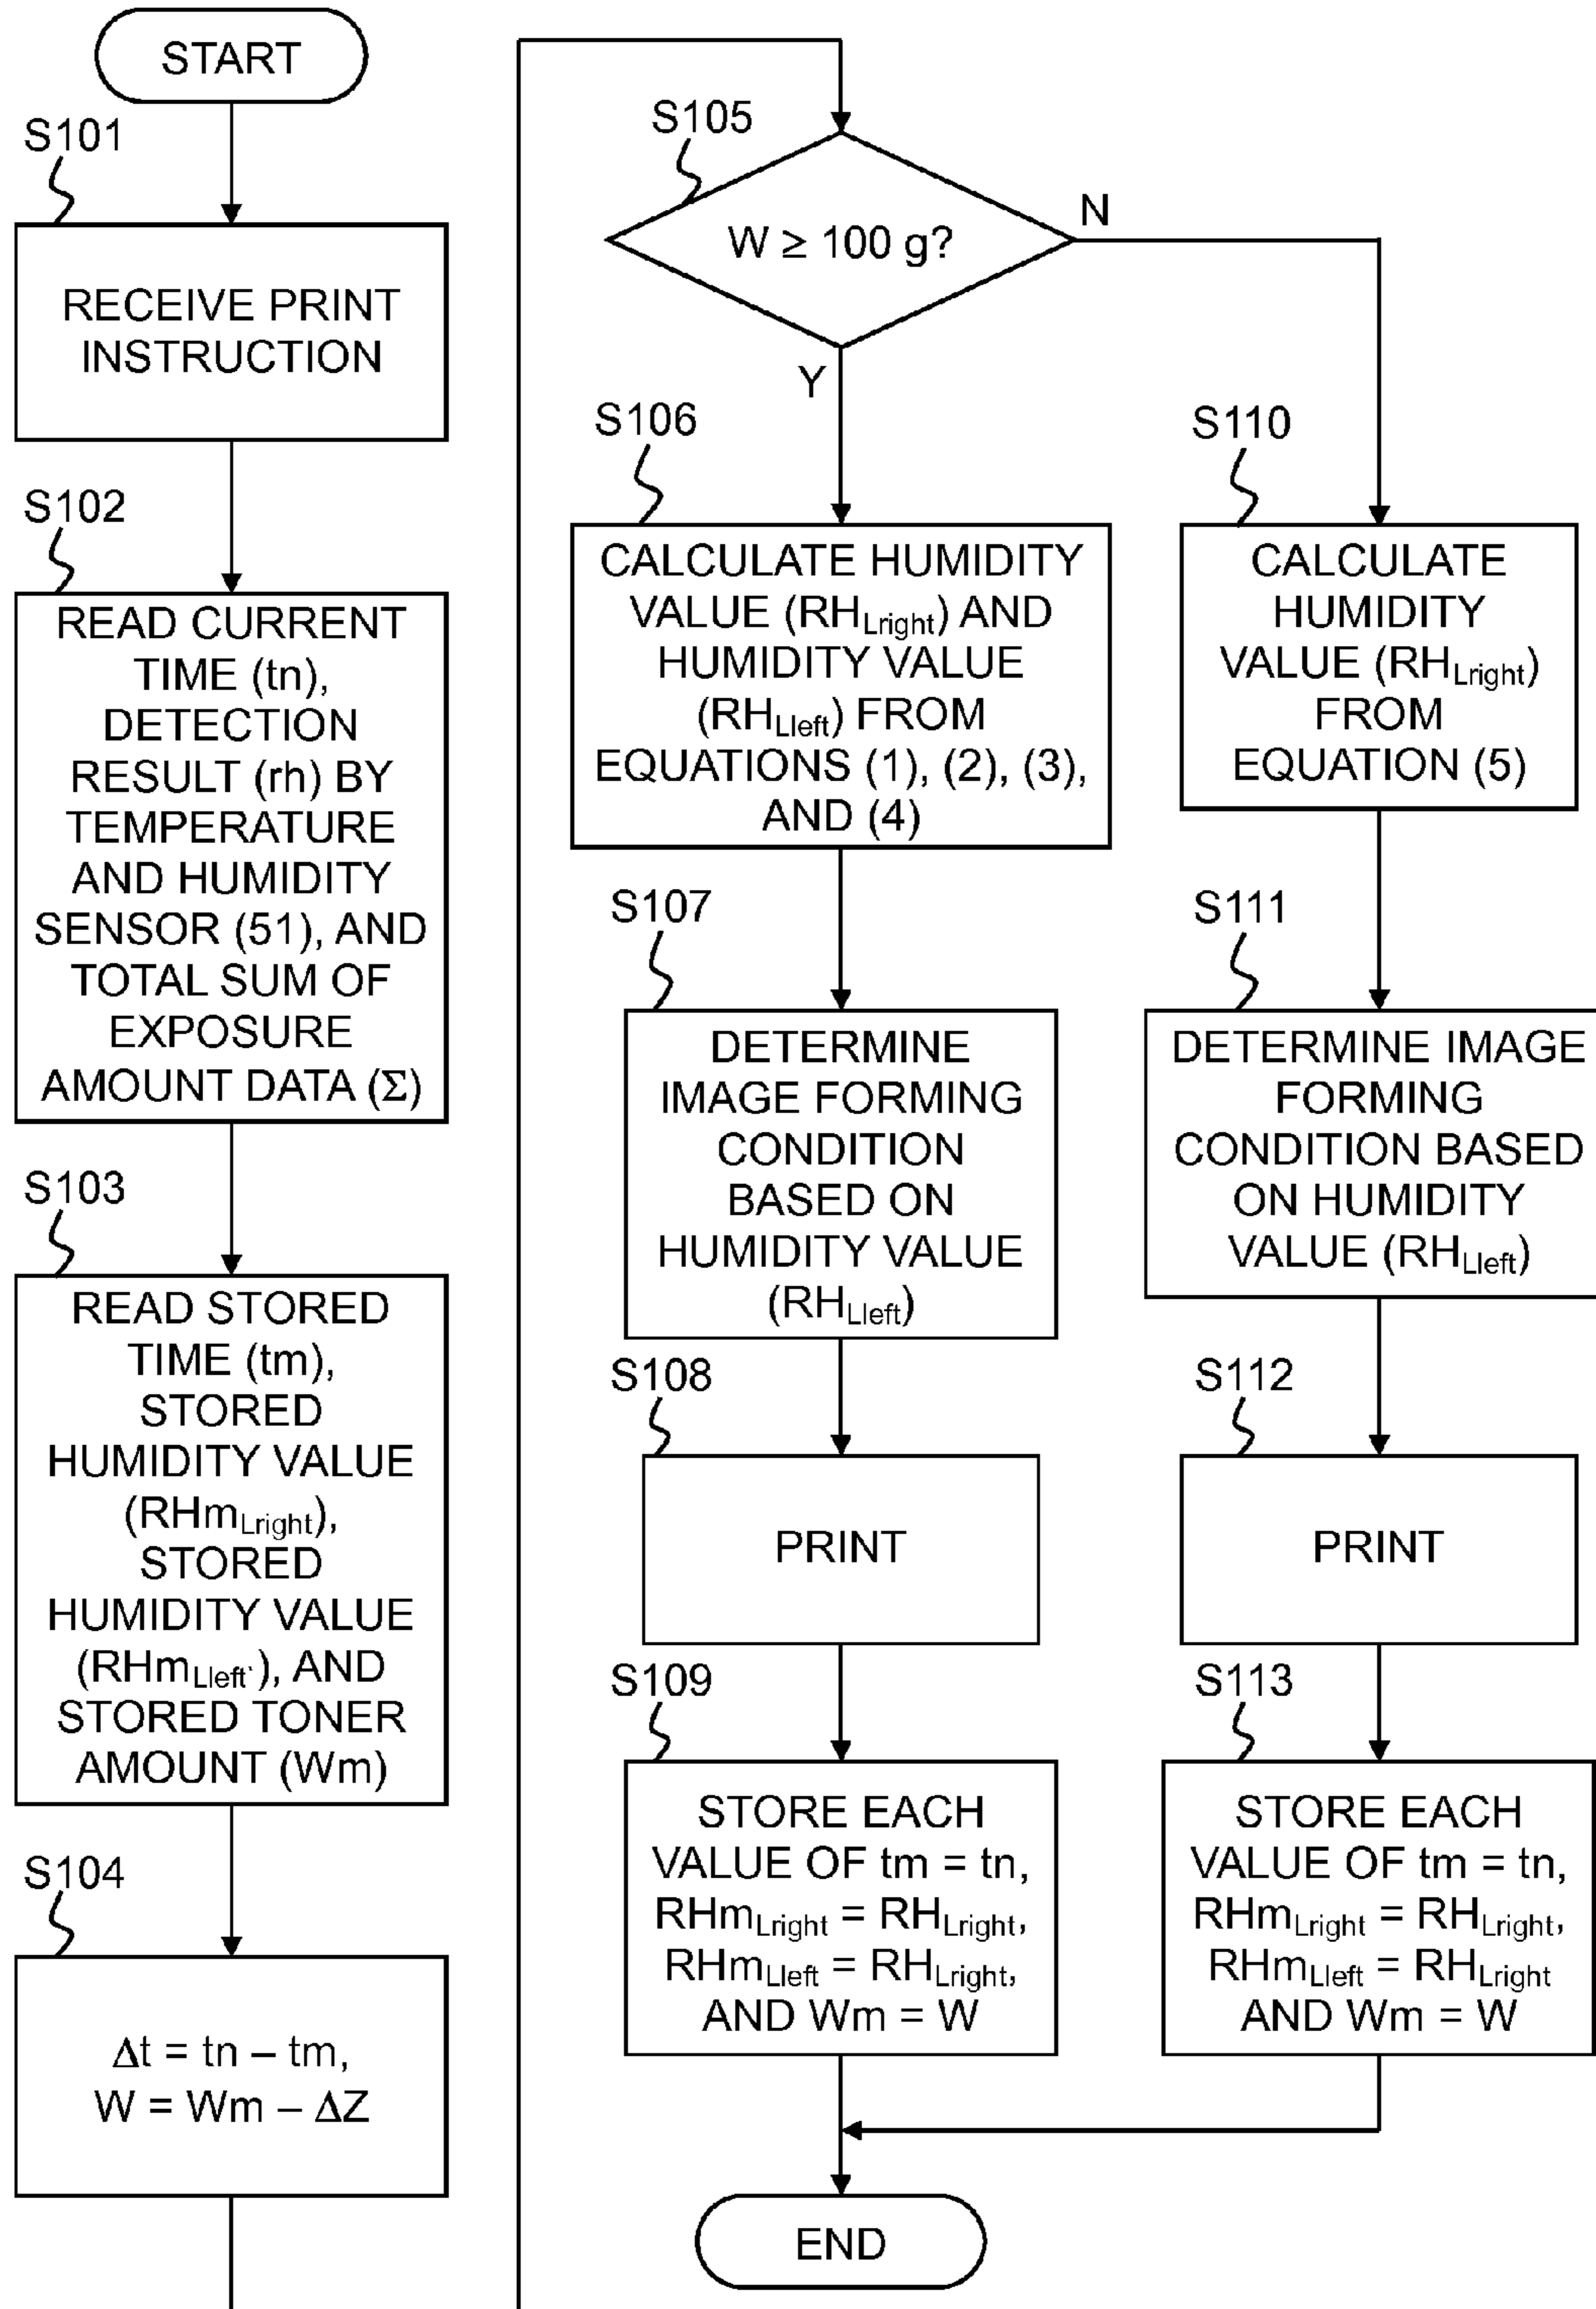 START
S101
RECEIVE PRINT
INSTRUCTION
S102
READ CURRENT
TIME (tn),
DETECTION
RESULT (rh) BY
TEMPERATURE
AND HUMIDITY
SENSOR (51), AND
TOTAL SUM OF
EXPOSURE
AMOUNT DATA (Σ)
S103
READ STORED
TIME (tm),
STORED
HUMIDITY VALUE
(RHmLright),
STORED
HUMIDITY VALUE
(RHmLleft`), AND
STORED TONER
AMOUNT (Wm)
S104
Δt = tn – tm,
W = Wm – ΔZ
S105
W ≥ 100 g?
N
Y
S106
CALCULATE HUMIDITY
VALUE (RHLright) AND
HUMIDITY VALUE
(RHLleft) FROM
EQUATIONS (1), (2), (3),
AND (4)
S107
DETERMINE
IMAGE FORMING
CONDITION
BASED ON
HUMIDITY VALUE
(RHLleft)
S108
PRINT
S109
STORE EACH
VALUE OF tm = tn,
RHmLright = RHLright,
RHmLleft = RHLright,
AND Wm = W
S110
CALCULATE
HUMIDITY
VALUE (RHLright)
FROM
EQUATION (5)
S111
DETERMINE IMAGE
FORMING
CONDITION BASED
ON HUMIDITY
VALUE (RHLleft)
S112
PRINT
S113
STORE EACH
VALUE OF tm = tn,
RHmLright = RHLright,
RHmLleft = RHLright
AND Wm = W
END